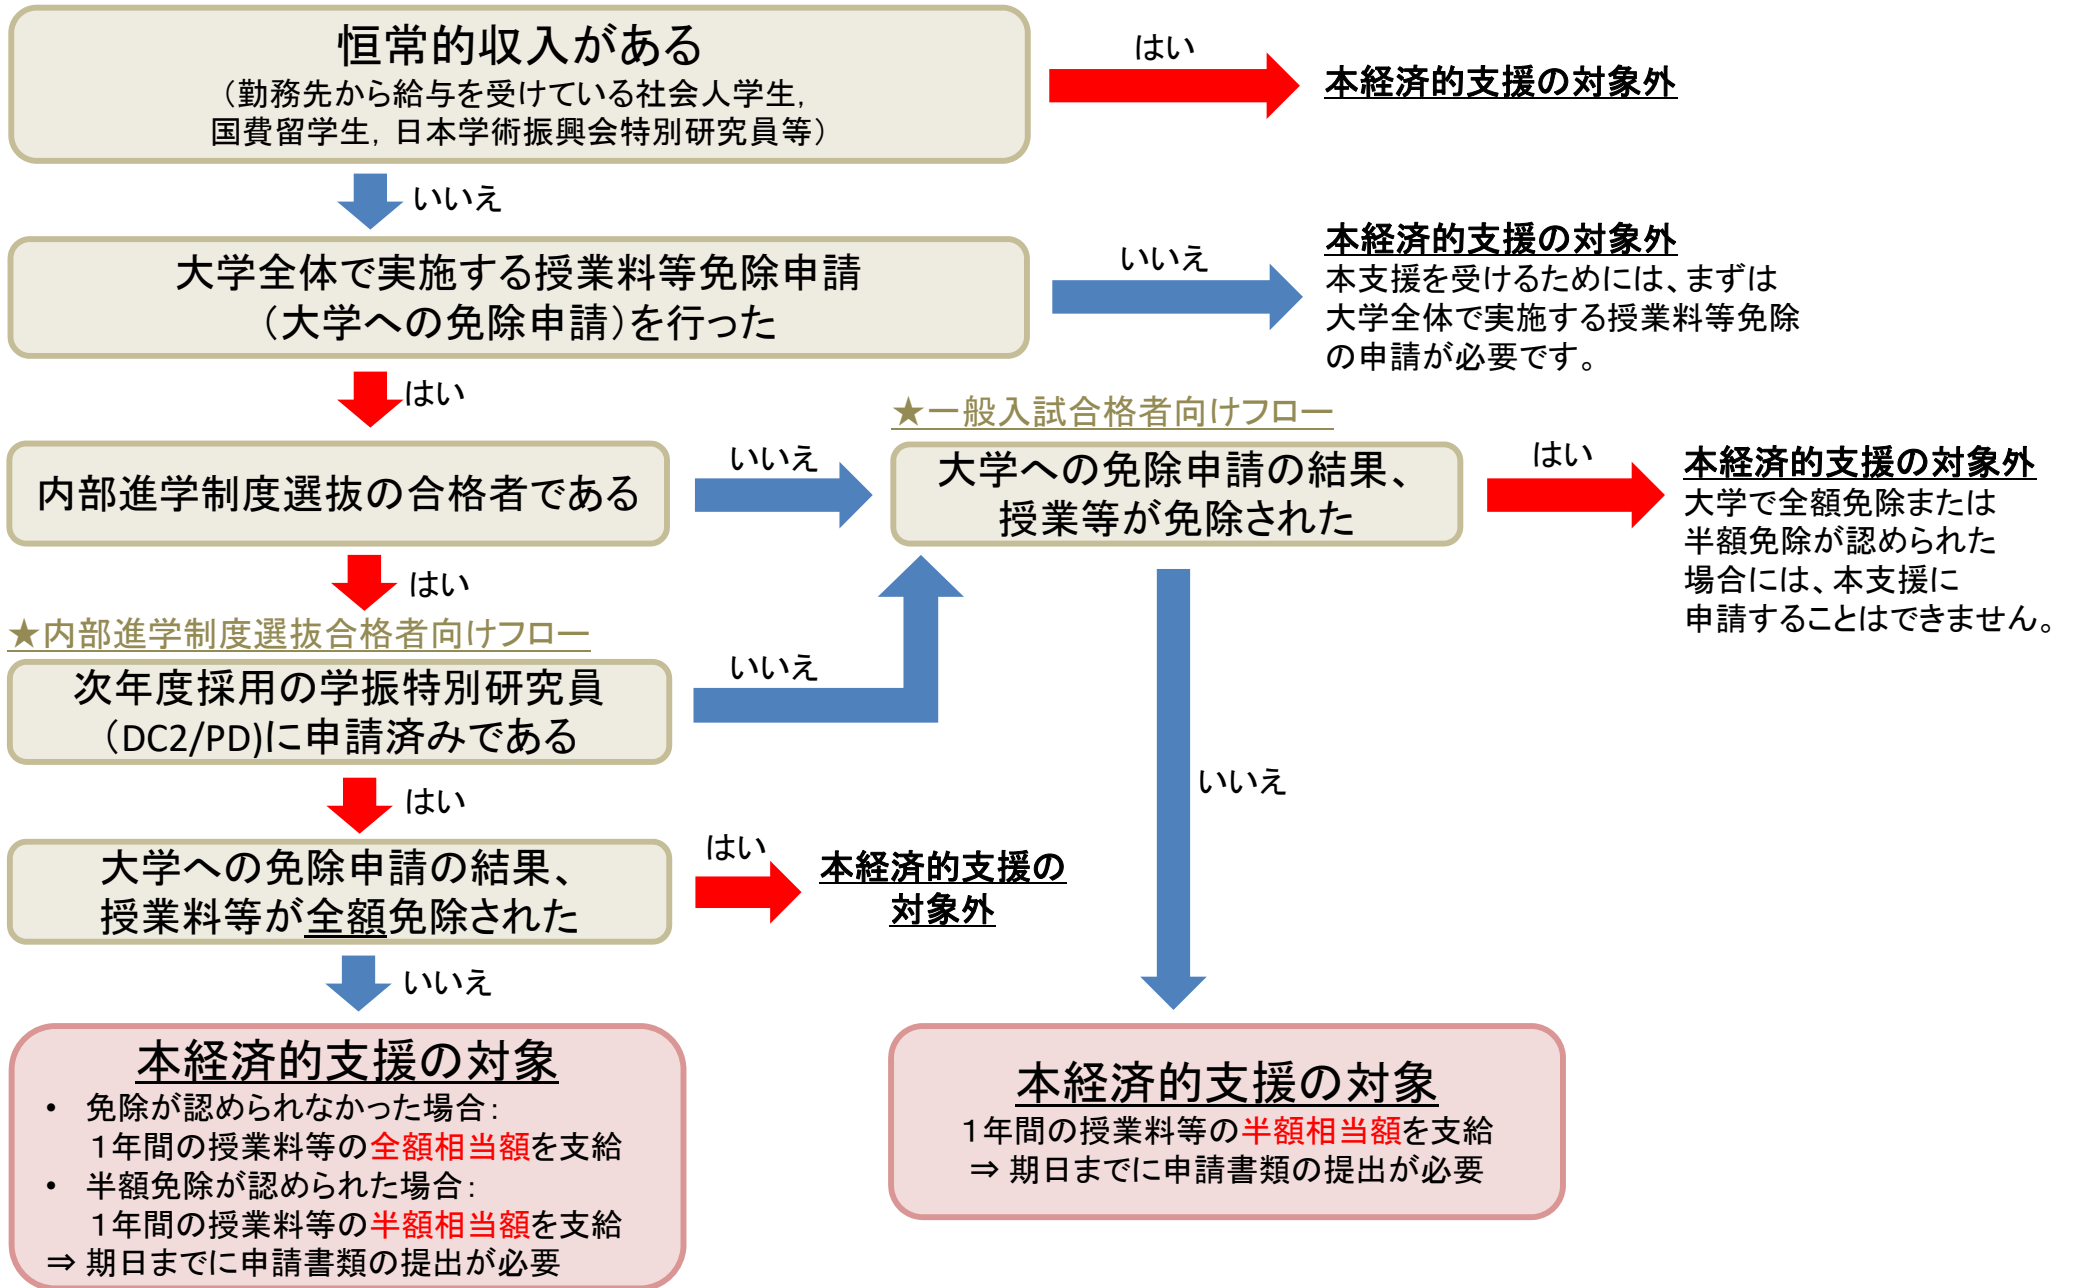 恒常的収入がある
（勤務先から給与を受けている社会人学生，
国費留学生，日本学術振興会特別研究員等）
はい
本経済的支援の対象外
いいえ
大学全体で実施する授業料等免除申請
（大学への免除申請）を行った
いいえ
本経済的支援の対象外
本支援を受けるためには、まずは
大学全体で実施する授業料等免除
の申請が必要です。
はい
内部進学制度選抜の合格者である
いいえ
★一般入試合格者向けフロー
大学への免除申請の結果、
授業等が免除された
はい
本経済的支援の対象外
大学で全額免除または
半額免除が認められた
場合には、本支援に
申請することはできません。
はい
★内部進学制度選抜合格者向けフロー
次年度採用の学振特別研究員
（DC2/PD)に申請済みである
いいえ
いいえ
はい
大学への免除申請の結果、
授業料等が全額免除された
はい
本経済的支援の
対象外
いいえ
本経済的支援の対象
• 免除が認められなかった場合：
１年間の授業料等の全額相当額を支給
• 半額免除が認められた場合：
１年間の授業料等の半額相当額を支給
⇒ 期日までに申請書類の提出が必要
本経済的支援の対象
１年間の授業料等の半額相当額を支給
⇒ 期日までに申請書類の提出が必要